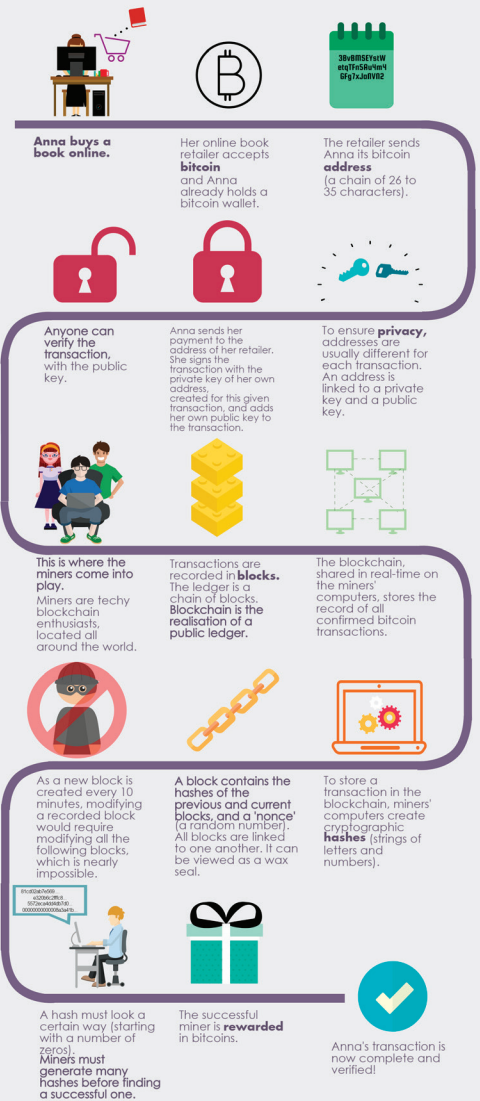 3BvBMSEYstW
etqTFn5Au4m4
GFg7xJaNVN2
Anna buys a
book online.
Her online book
retailer accepts
bitcoin
and Anna
already holds a
bitcoin wallet.
The retailer sends
Anna its bitcoin
address
(a chain of 26 to
35 characters).
To ensure privacy,
addresses are
usually different for
each transaction.
An address is
linked to a private
key and a public
key.
Anna sends her
payment to the
address of her retailer.
She signs the
transaction with the
private key of her own
address,
created for this given
transaction, and adds
her own public key to
the transaction.
Anyone can
verify the
transaction,
with the public
key.
This is where the
miners come into
play.
Miners are techy
blockchain
enthusiasts,
located all
around the world.
Transactions are
recorded in blocks.
The ledger is a
chain of blocks.
Blockchain is the
realisation of a
public ledger.
The blockchain,
shared in real-time on
the miners'
computers, stores the
record of all
confirmed bitcoin
transactions.
To store a
transaction in the
blockchain, miners'
computers create
cryptographic
hashes (strings of
letters and
numbers).
A block contains the
hashes of the
previous and current
blocks, and a 'nonce'
(a random number).
All blocks are linked
to one another. It can
be viewed as a wax
seal.
As a new block is
created every 10
minutes, modifying
a recorded block
would require
modifying all the
following blocks,
which is nearly
impossible.
81cd02ab7e569...
e320b6c2fffc8...
5572eca4dd4db7d0...
A hash must look a
certain way (starting
with a number of
zeros).
Miners must
generate many
hashes before finding
a successful one.
The successful
miner is rewarded
in bitcoins.
Anna's transaction is
now complete and
verified!